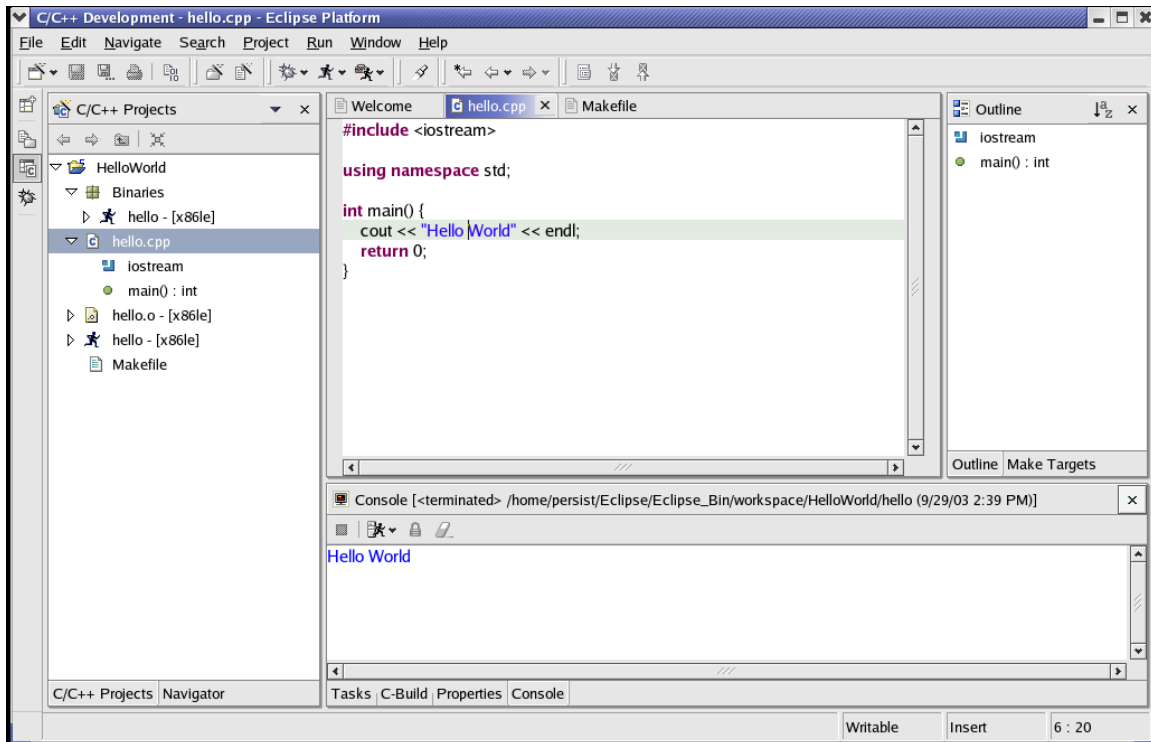 C/C++ Development - hello.cpp - Eclipse Platform
File Edit Navigate Search Project Run Window Help
C/C++ Projects
HelloWorld
Binaries
hello - [x86le]
hello.cpp
iostream
main() : int
hello.o - [x86le]
hello - [x86le]
Makefile
C/C++ Projects Navigator
Welcome hello.cpp Makefile
#include <iostream>
using namespace std;
int main() {
cout << "Hello World" << endl;
return 0;
}
Outline
iostream
main() : int
Outline Make Targets
Console [<terminated> /home/persist/Eclipse/Eclipse_Bin/workspace/HelloWorld/hello (9/29/03 2:39 PM)]
Hello World
Tasks C-Build Properties Console
Writable Insert 6 : 20